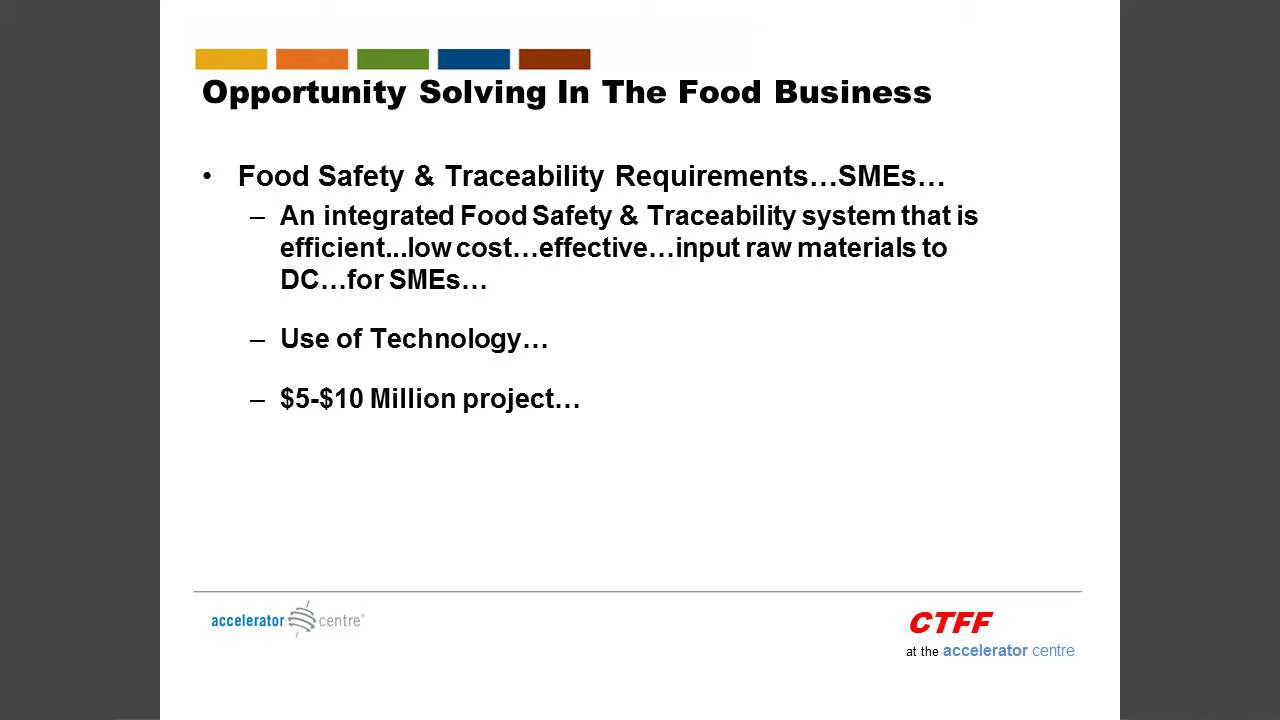 Opportunity Solving In The Food Business
• Food Safety & Traceability Requirements…SMEs…
– An integrated Food Safety & Traceability system that is
efficient...low cost…effective…input raw materials to
DC…for SMEs…
– Use of Technology…
– $5-$10 Million project…
accelerator centre®
CTFF
at the accelerator centre